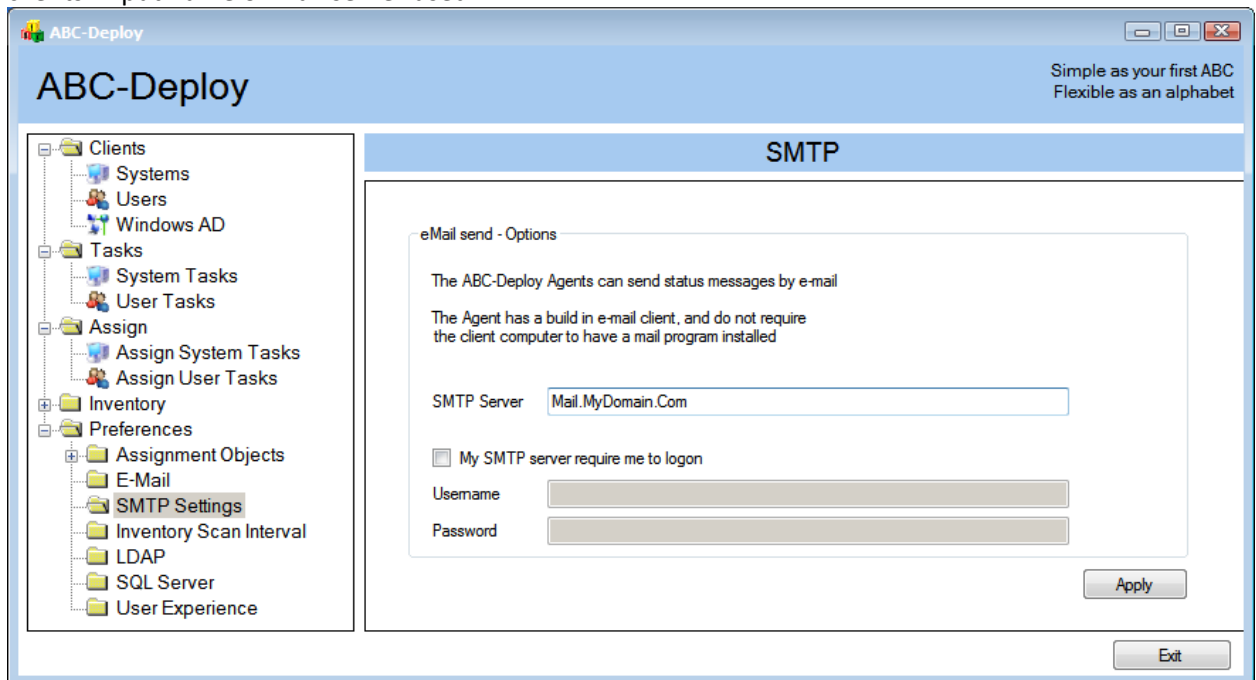 ABC-Deploy
ABC-Deploy
Simple as your first ABC
Flexible as an alphabet
Clients
Systems
Users
Windows AD
Tasks
System Tasks
User Tasks
Assign
Assign System Tasks
Assign User Tasks
Inventory
Preferences
Assignment Objects
E-Mail
SMTP Settings
Inventory Scan Interval
LDAP
SQL Server
User Experience
SMTP
eMail send - Options
The ABC-Deploy Agents can send status messages by e-mail
The Agent has a build in e-mail client, and do not require
the client computer to have a mail program installed
SMTP Server Mail.MyDomain.Com
My SMTP server require me to logon
Username
Password
Apply
Exit